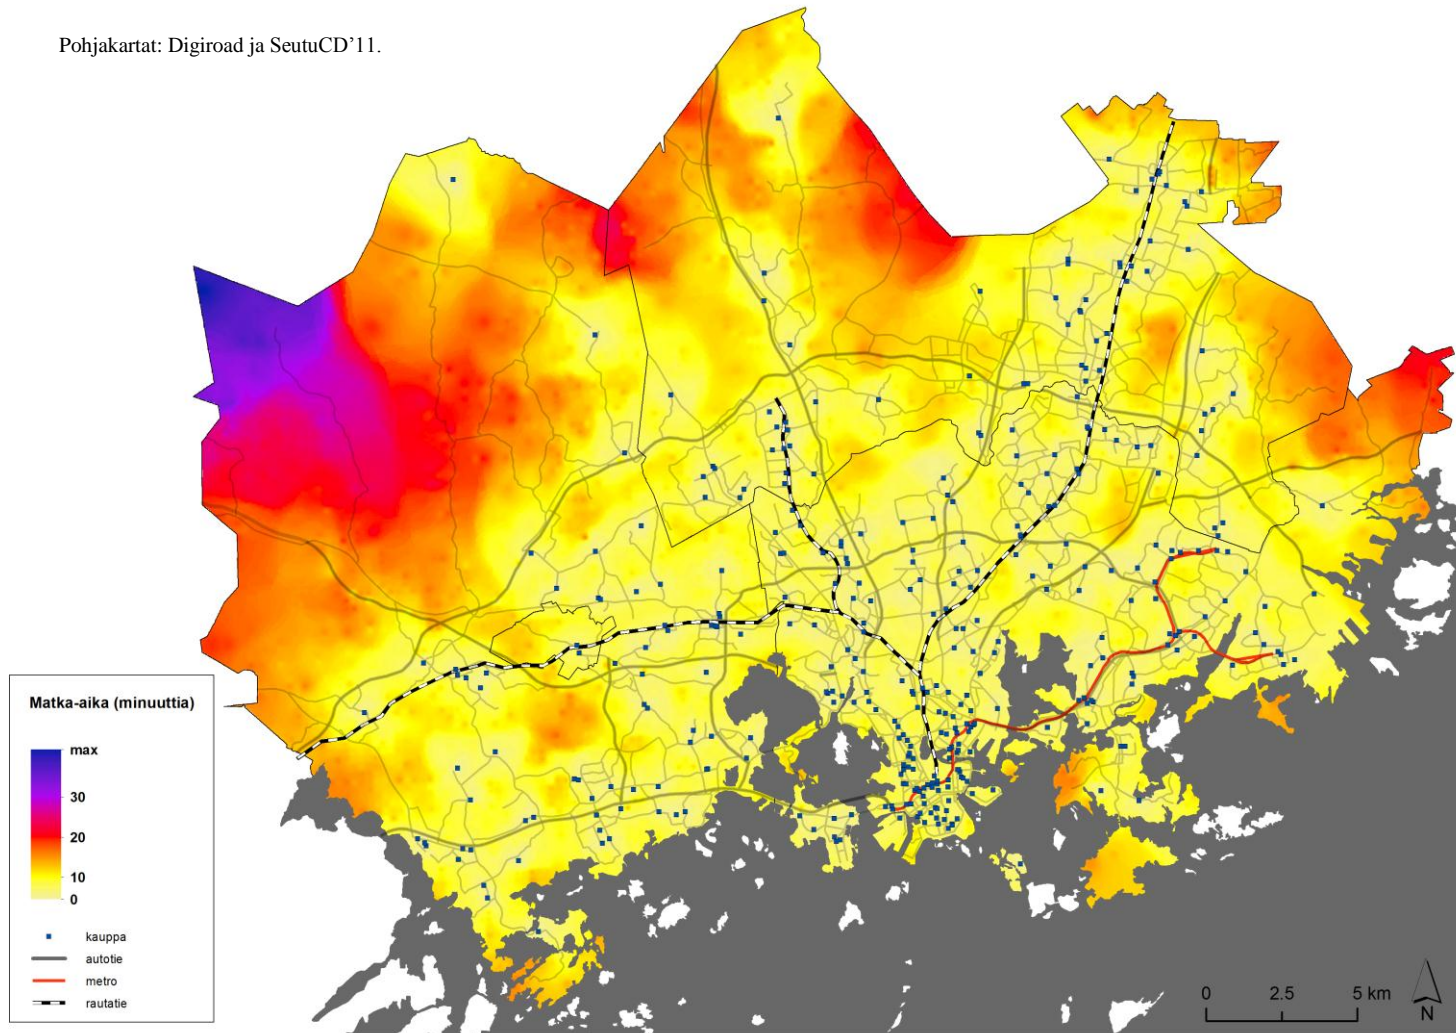 Pohjakartat: Digiroad ja SeutuCD’11.
Matka-aika (minuuttia)
max
30
20
10
0
kauppa
autotie
metro
rautatie
0 2.5 5 km
N